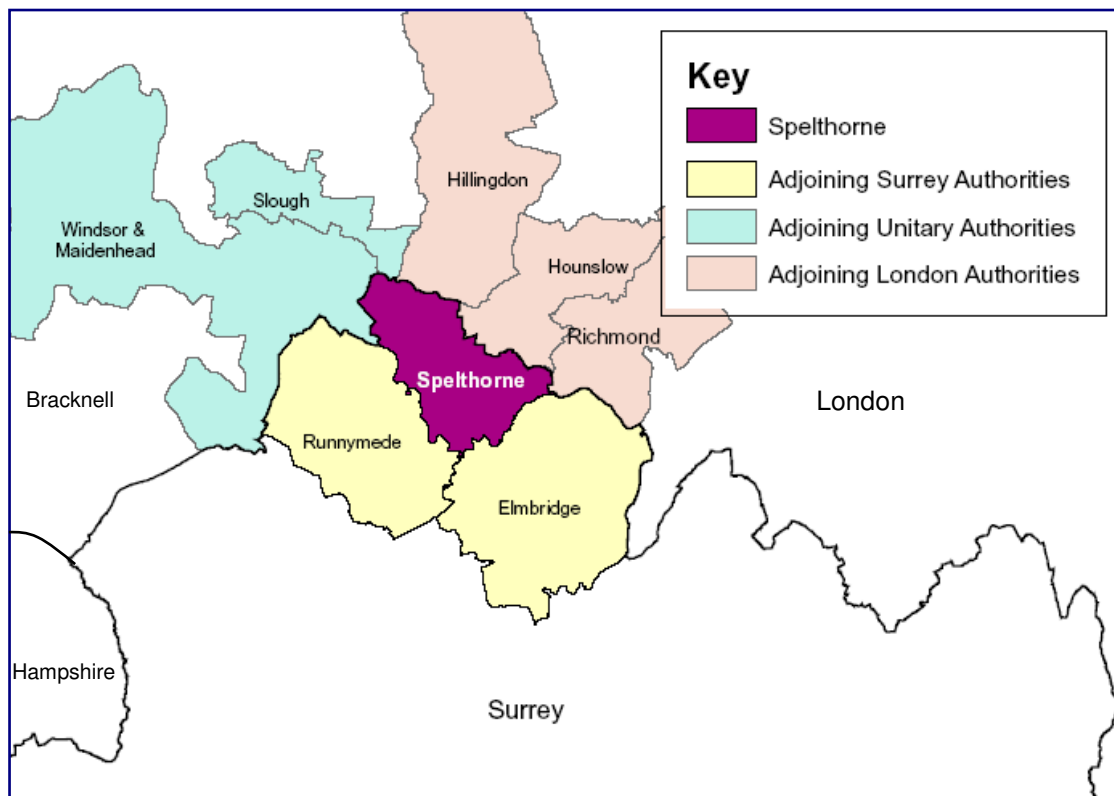 Key
Spelthorne
Adjoining Surrey Authorities
Adjoining Unitary Authorities
Adjoining London Authorities
Hillingdon
Slough
Windsor &
Maidenhead
Hounslow
Richmond
Spelthorne
Bracknell
London
Runnymede
Elmbridge
Hampshire
Surrey